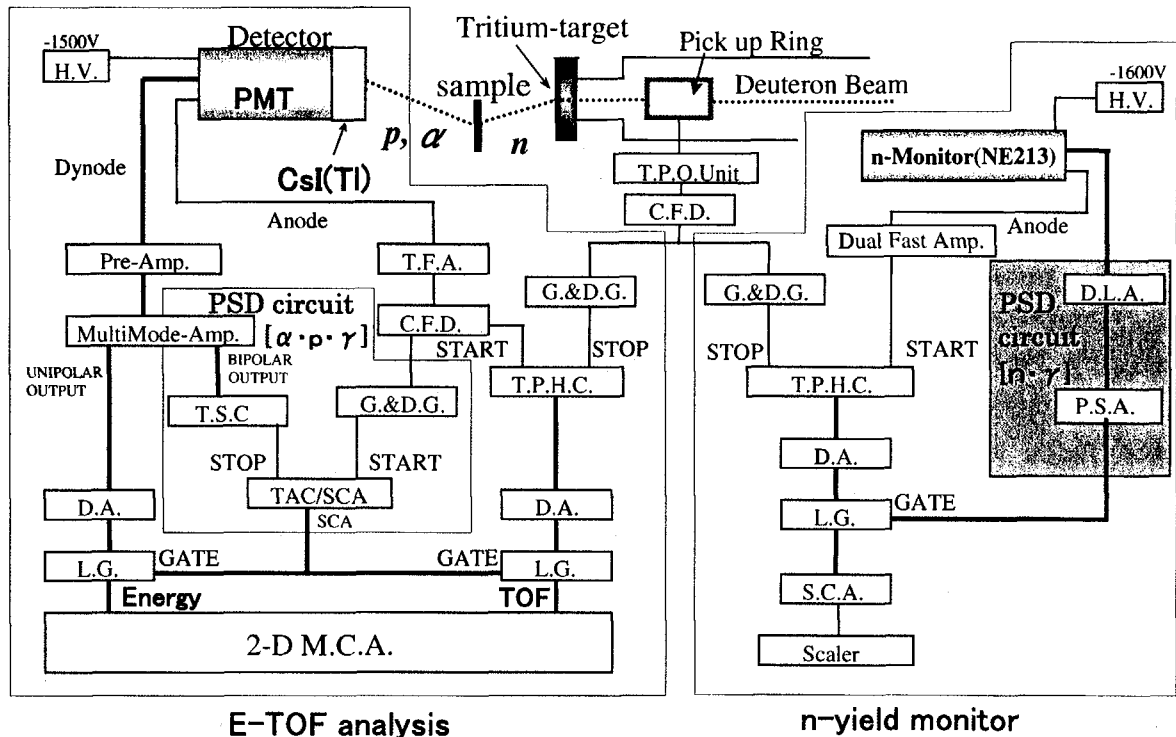 -1500V
H.V.
Detector
PMT
CsI(Tl)
sample
p, α
n
Tritium-target
Pick up Ring
Deuteron Beam
-1600V
H.V.
n-Monitor(NE213)
Dynode
Anode
T.P.O.Unit
C.F.D.
Anode
Dual Fast Amp.
Pre-Amp.
T.F.A.
G.&D.G.
G.&D.G.
D.L.A.
PSD circuit
[α・p・γ]
MultiMode-Amp.
C.F.D.
START
STOP
STOP
START
PSD
circuit
[n・γ]
UNIPOLAR
OUTPUT
BIPOLAR
OUTPUT
T.P.H.C.
T.P.H.C.
T.S.C
G.&D.G.
P.S.A.
STOP
START
D.A.
TAC/SCA
SCA
D.A.
D.A.
L.G.
GATE
L.G.
GATE
GATE
L.G.
Energy
TOF
S.C.A.
2-D M.C.A.
Scaler
E-TOF analysis
n-yield monitor